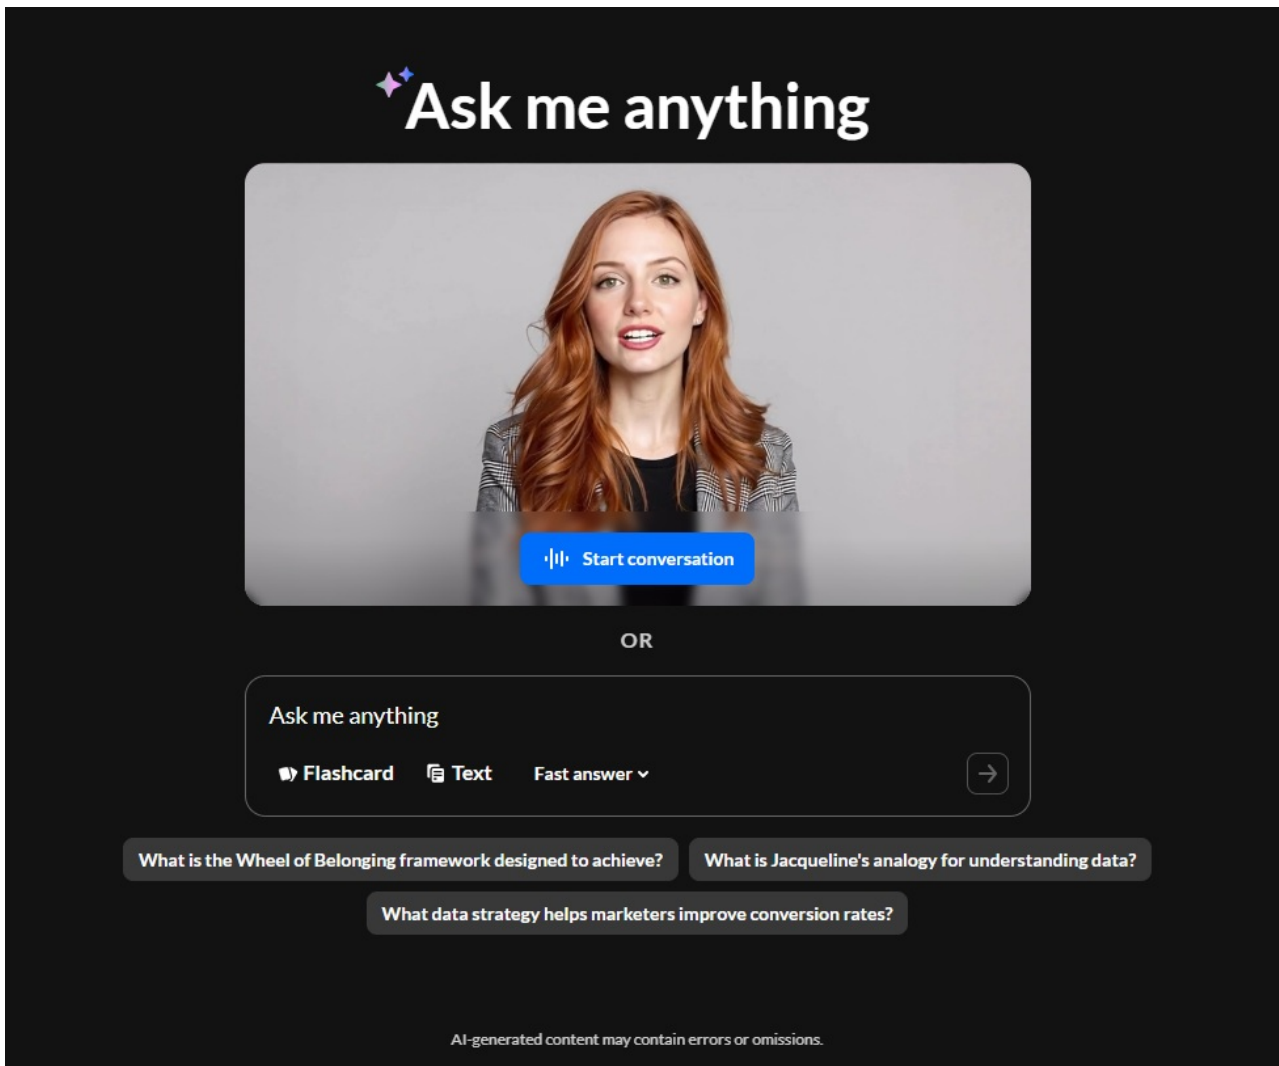 Ask me anything
Start conversation
OR
Ask me anything
Flashcard Text Fast answer
What is the Wheel of Belonging framework designed to achieve? What is Jacqueline's analogy for understanding data?
What data strategy helps marketers improve conversion rates?
AI-generated content may contain errors or omissions.